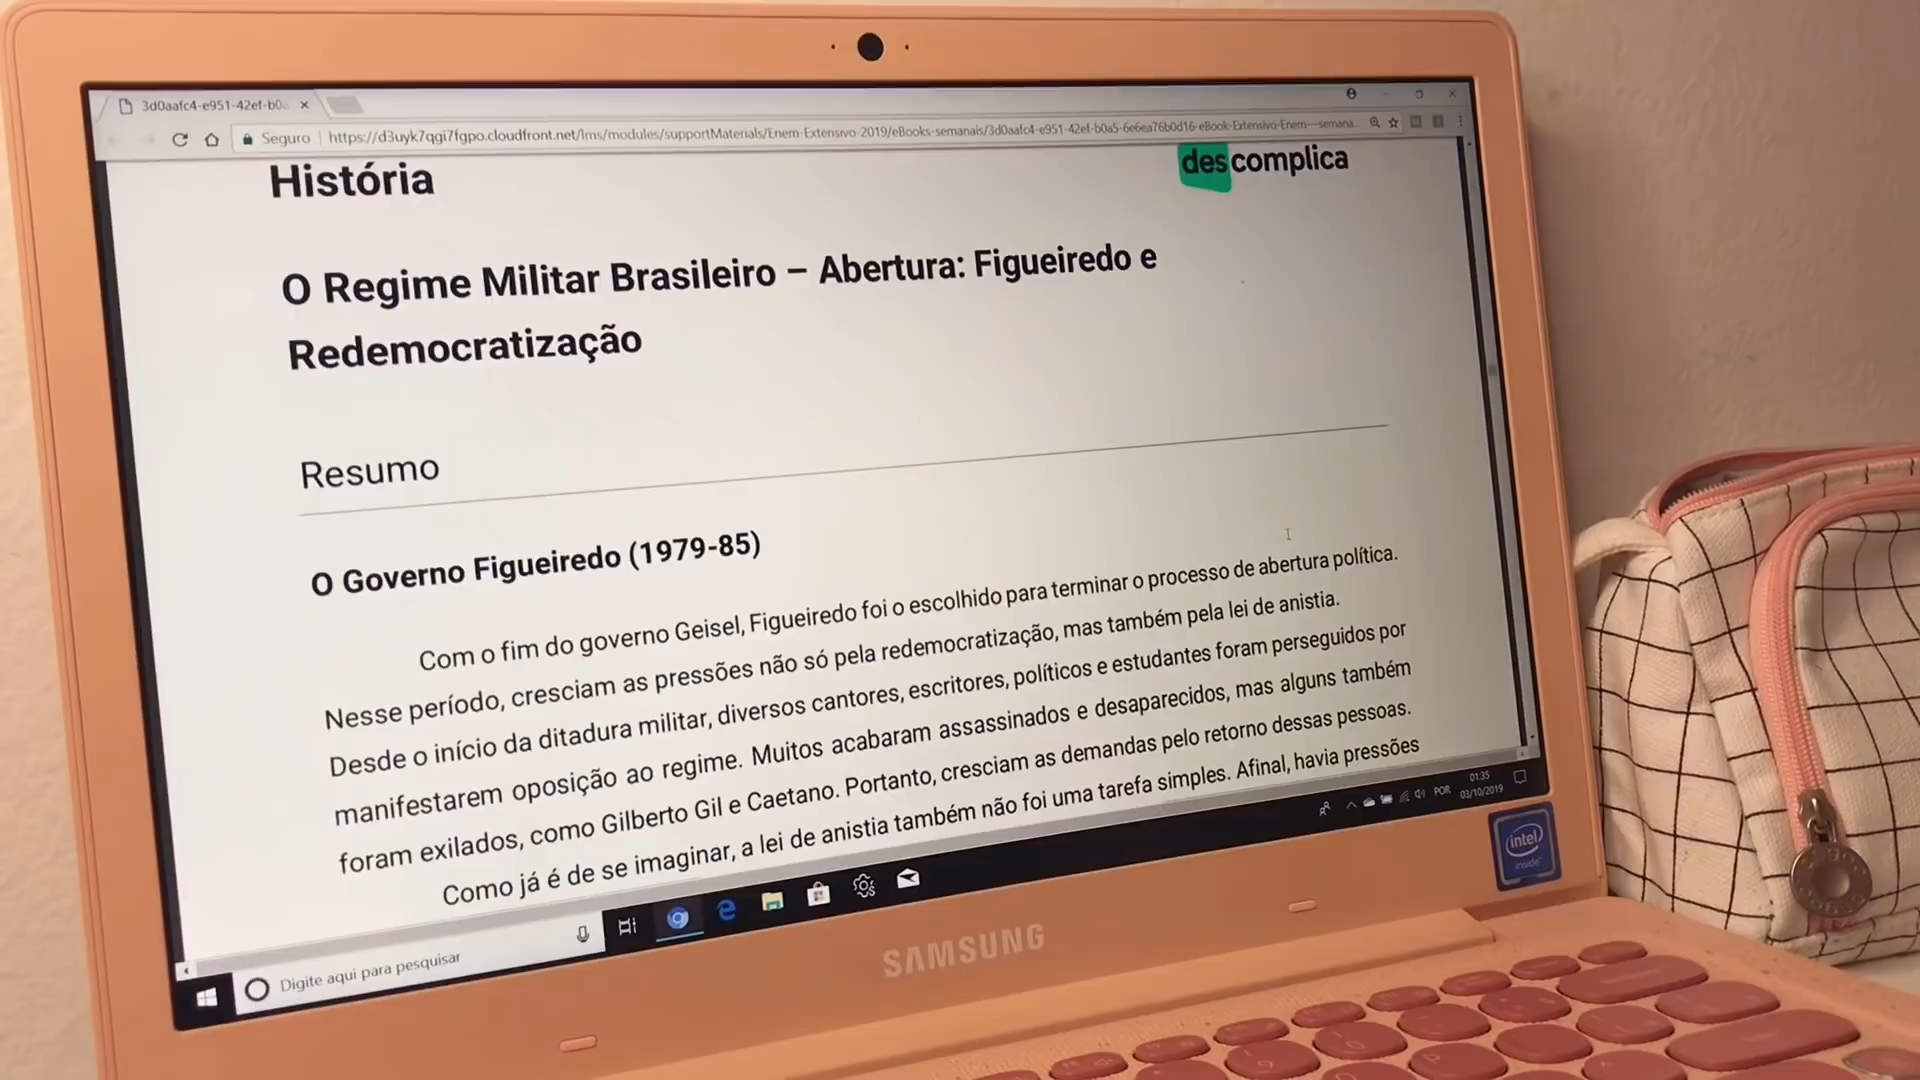 3d0aafc4-e951-42ef-b0a
Seguro https://d3uyk7qgi7fgpo.cloudfront.net/lms/modules/supportMaterials/Enem-Extensivo-2019/eBooks-semanais/3d0aafc4-e951-42ef-b0a5-6e6ea76b0d16-eBook-Extensivo-Enem---semana...
História
descomplica
O Regime Militar Brasileiro – Abertura: Figueiredo e
Redemocratização
Resumo
O Governo Figueiredo (1979-85)
Com o fim do governo Geisel, Figueiredo foi o escolhido para terminar o processo de abertura política.
Nesse período, cresciam as pressões não só pela redemocratização, mas também pela lei de anistia.
Desde o início da ditadura militar, diversos cantores, escritores, políticos e estudantes foram perseguidos por
manifestarem oposição ao regime. Muitos acabaram assassinados e desaparecidos, mas alguns também
foram exilados, como Gilberto Gil e Caetano. Portanto, cresciam as demandas pelo retorno dessas pessoas.
Como já é de se imaginar, a lei de anistia também não foi uma tarefa simples. Afinal, havia pressões
Digite aqui para pesquisar
POR
01:35
03/10/2019
intel
inside
SAMSUNG